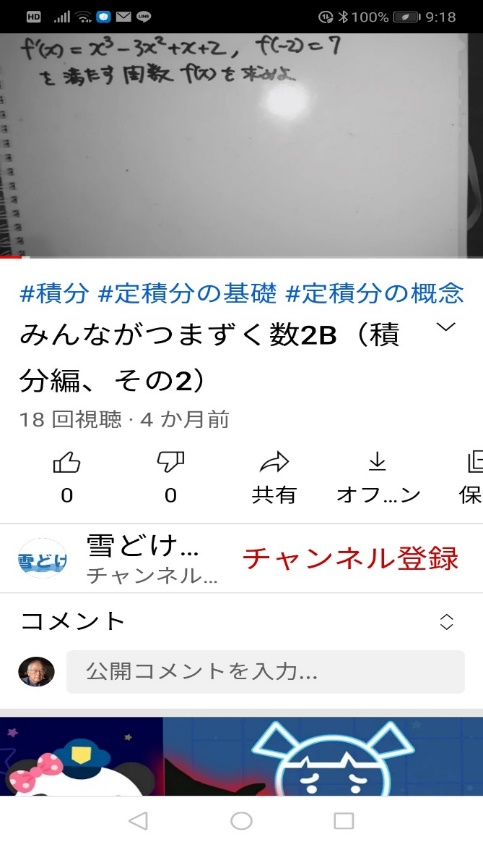 HD
LINE
100%
9:18
f'(x) = x³ - 3x² + x + 2 , f(-2) = 7
を満たす関数 f(x) を求めよ
#積分 #定積分の基礎 #定積分の概念
みんながつまずく数2B（積
分編、その2）
18 回視聴 · 4 か月前
0
0
共有
オフ...ン
保
雪どけ
雪どけ...
チャンネル...
チャンネル登録
コメント
公開コメントを入力...